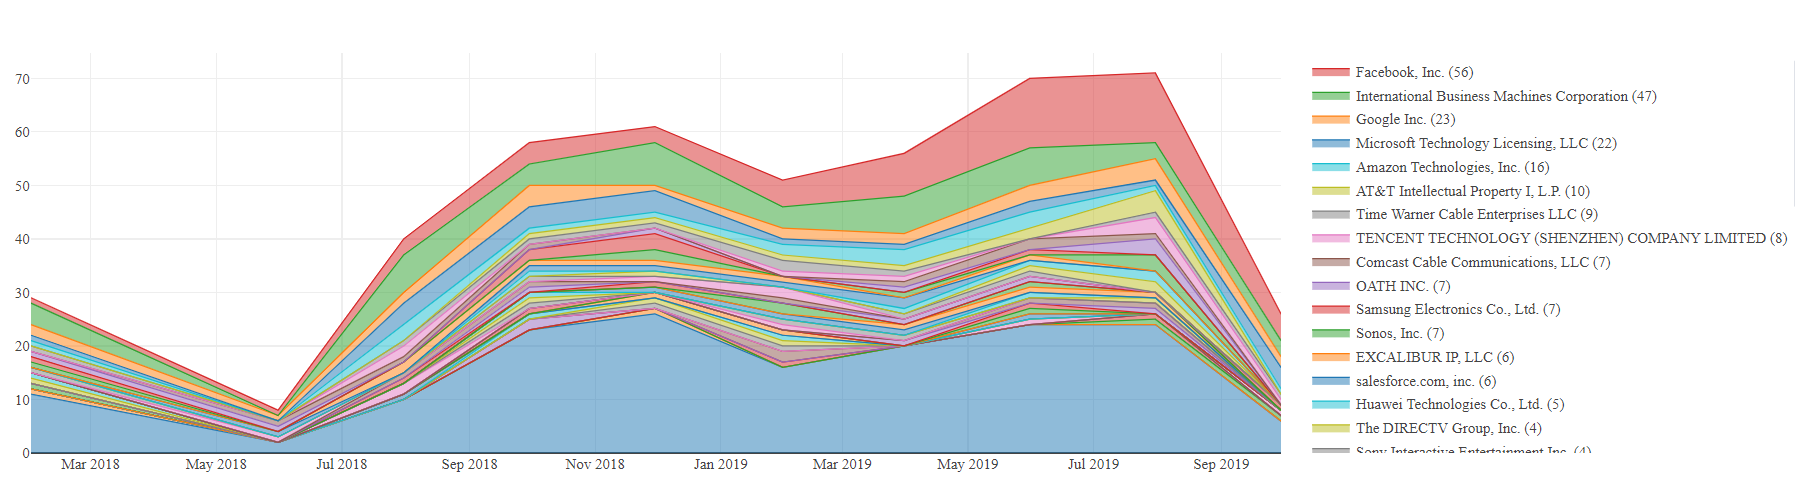 70
60
50
40
30
20
10
0
Mar 2018
May 2018
Jul 2018
Sep 2018
Nov 2018
Jan 2019
Mar 2019
May 2019
Jul 2019
Sep 2019
Facebook, Inc. (56)
International Business Machines Corporation (47)
Google Inc. (23)
Microsoft Technology Licensing, LLC (22)
Amazon Technologies, Inc. (16)
AT&T Intellectual Property I, L.P. (10)
Time Warner Cable Enterprises LLC (9)
TENCENT TECHNOLOGY (SHENZHEN) COMPANY LIMITED (8)
Comcast Cable Communications, LLC (7)
OATH INC. (7)
Samsung Electronics Co., Ltd. (7)
Sonos, Inc. (7)
EXCALIBUR IP, LLC (6)
salesforce.com, inc. (6)
Huawei Technologies Co., Ltd. (5)
The DIRECTV Group, Inc. (4)
Sony Interactive Entertainment Inc. (4)